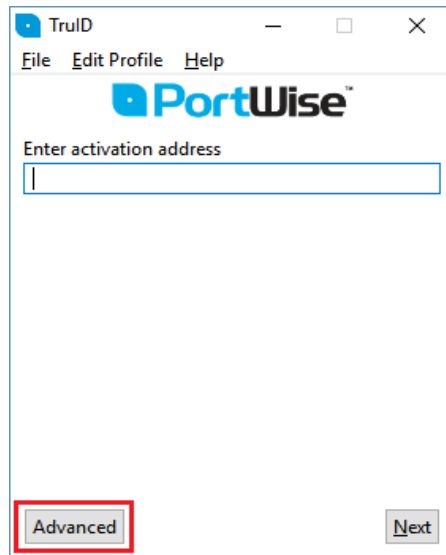 TruID
File Edit Profile Help
PortWise™
Enter activation address
Advanced Next